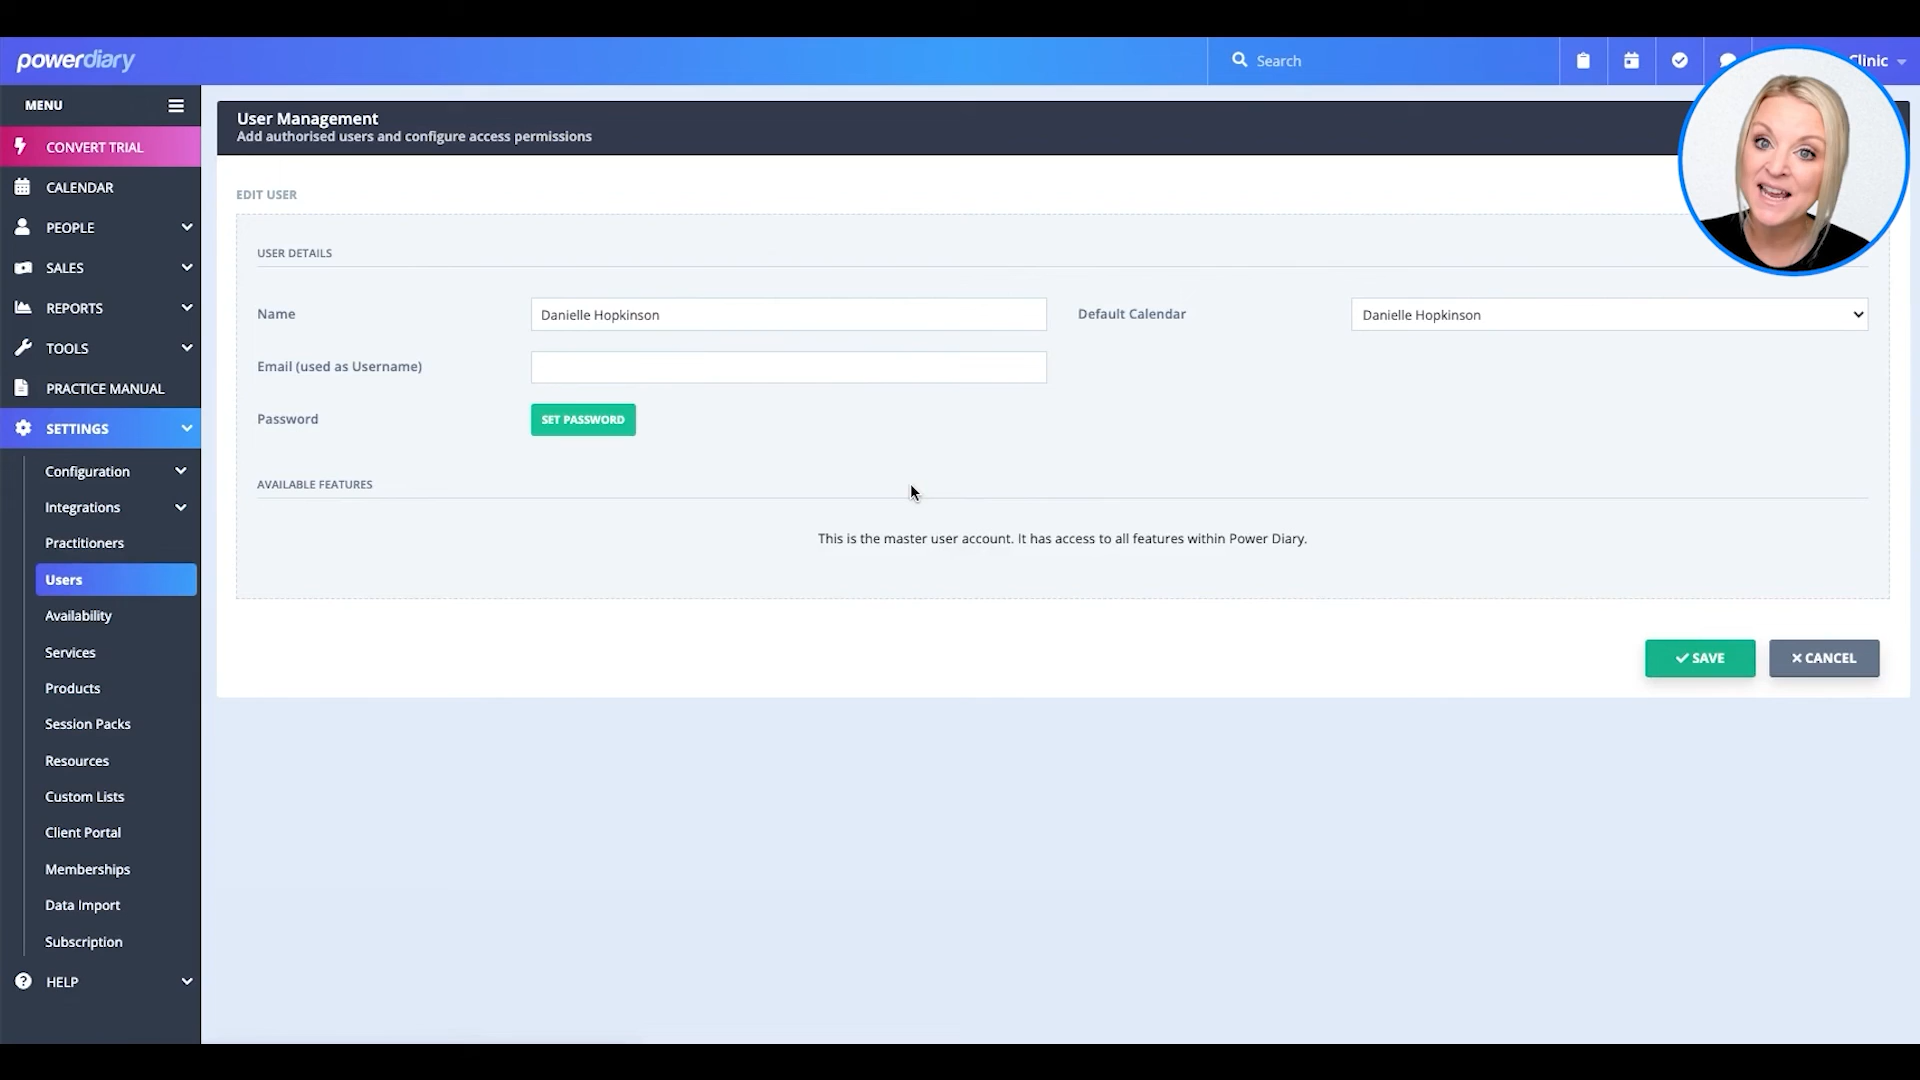 powerdiary
Search
Clinic
MENU
CONVERT TRIAL
CALENDAR
PEOPLE
SALES
REPORTS
TOOLS
PRACTICE MANUAL
SETTINGS
Configuration
Integrations
Practitioners
Users
Availability
Services
Products
Session Packs
Resources
Custom Lists
Client Portal
Memberships
Data Import
Subscription
HELP
User Management
Add authorised users and configure access permissions
EDIT USER
USER DETAILS
Name
Danielle Hopkinson
Default Calendar
Danielle Hopkinson
Email (used as Username)
Password
SET PASSWORD
AVAILABLE FEATURES
This is the master user account. It has access to all features within Power Diary.
SAVE
CANCEL